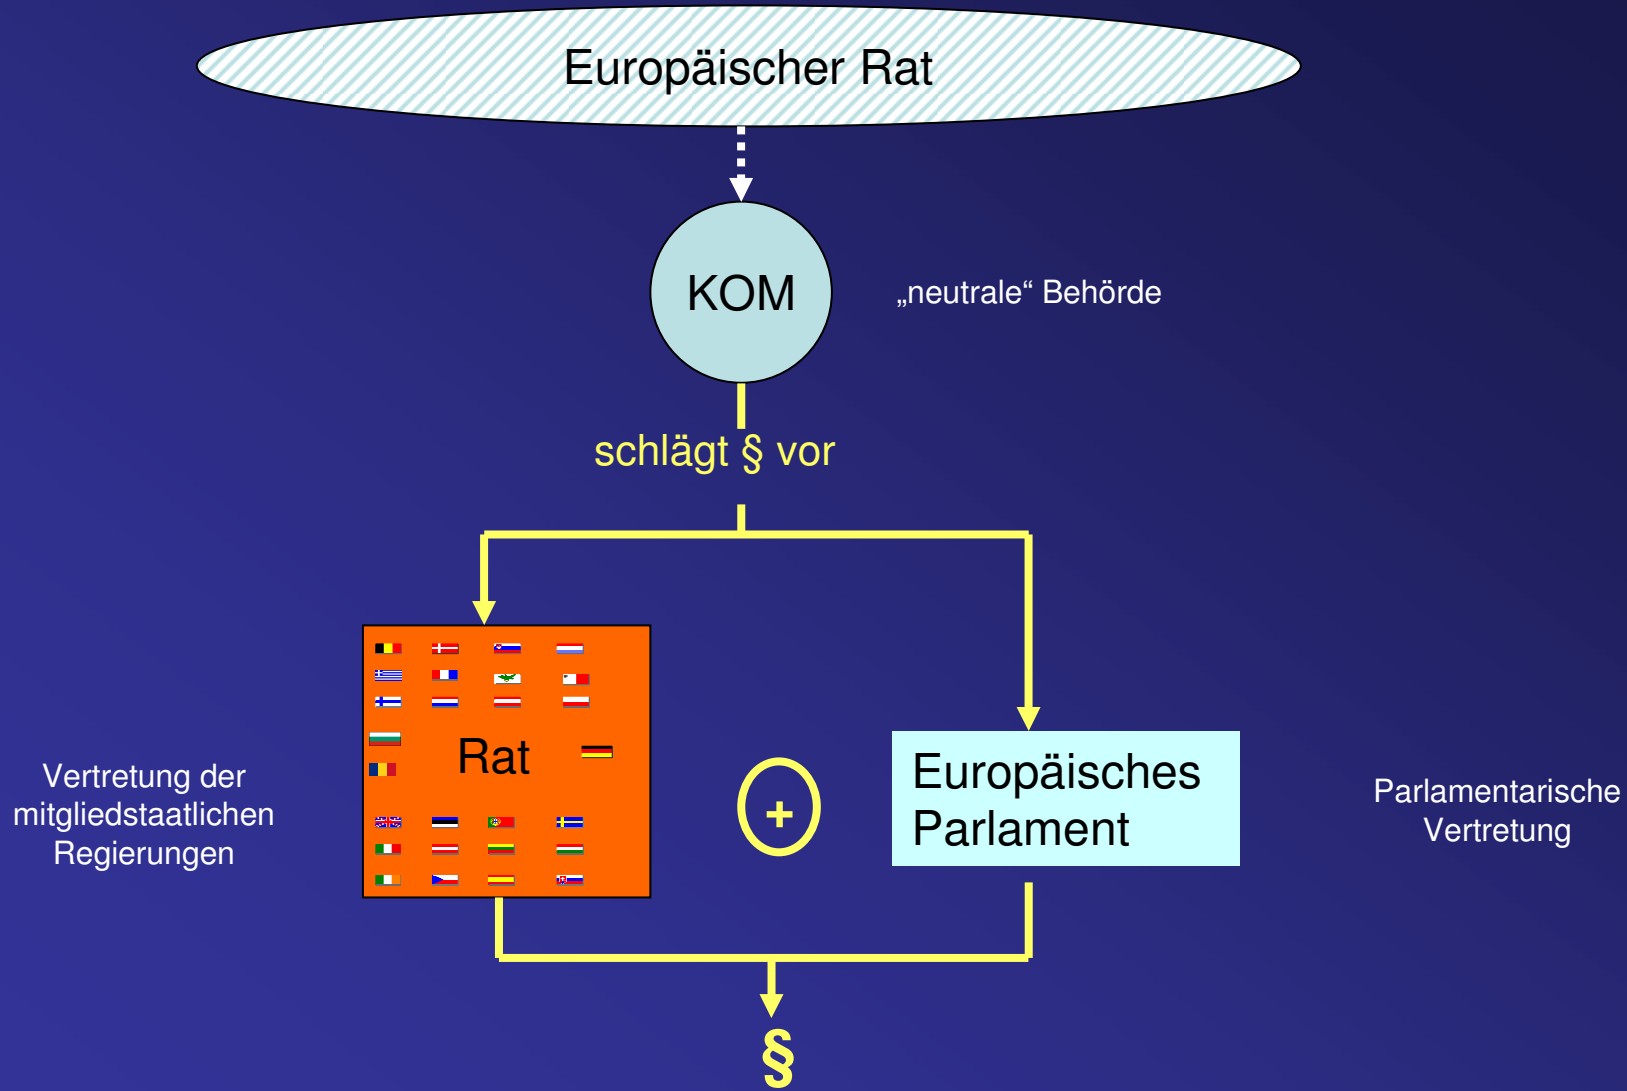 Europäischer Rat
KOM
„neutrale“ Behörde
schlägt § vor
Rat
Vertretung der
mitgliedstaatlichen
Regierungen
+
Europäisches
Parlament
Parlamentarische
Vertretung
§